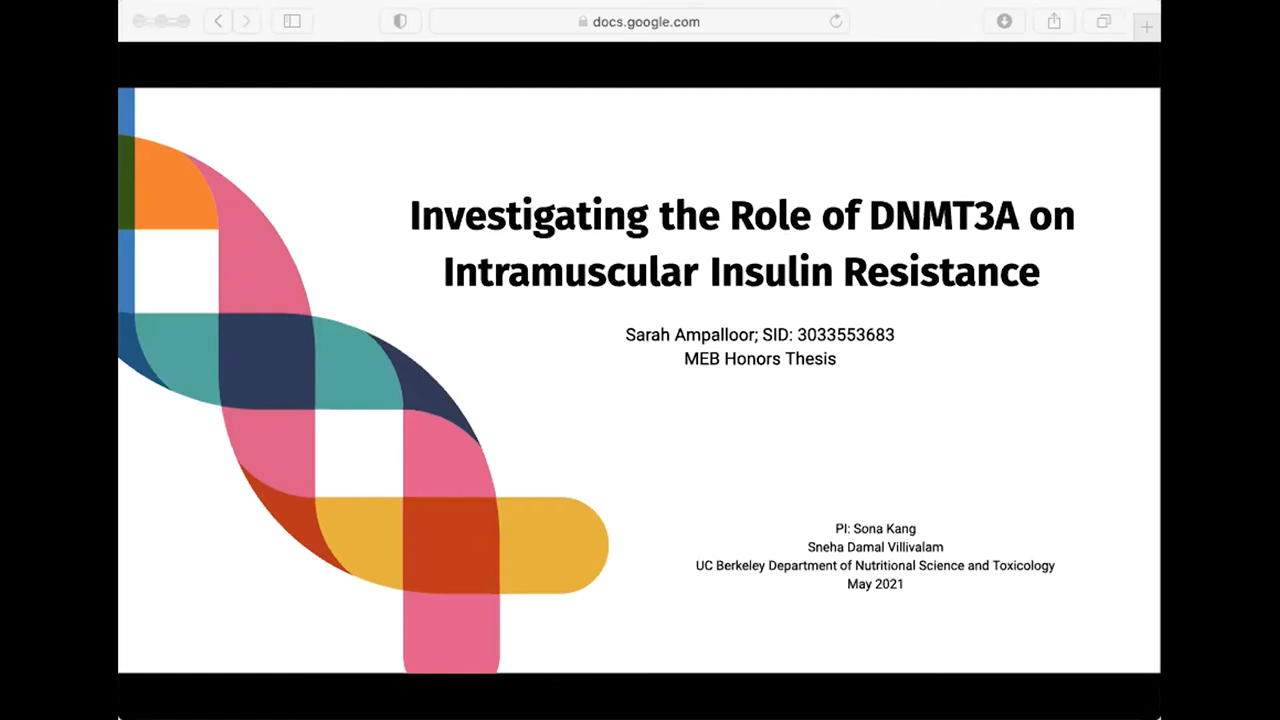 docs.google.com
Investigating the Role of DNMT3A on
Intramuscular Insulin Resistance
Sarah Ampalloor; SID: 3033553683
MEB Honors Thesis
PI: Sona Kang
Sneha Damal Villivalam
UC Berkeley Department of Nutritional Science and Toxicology
May 2021